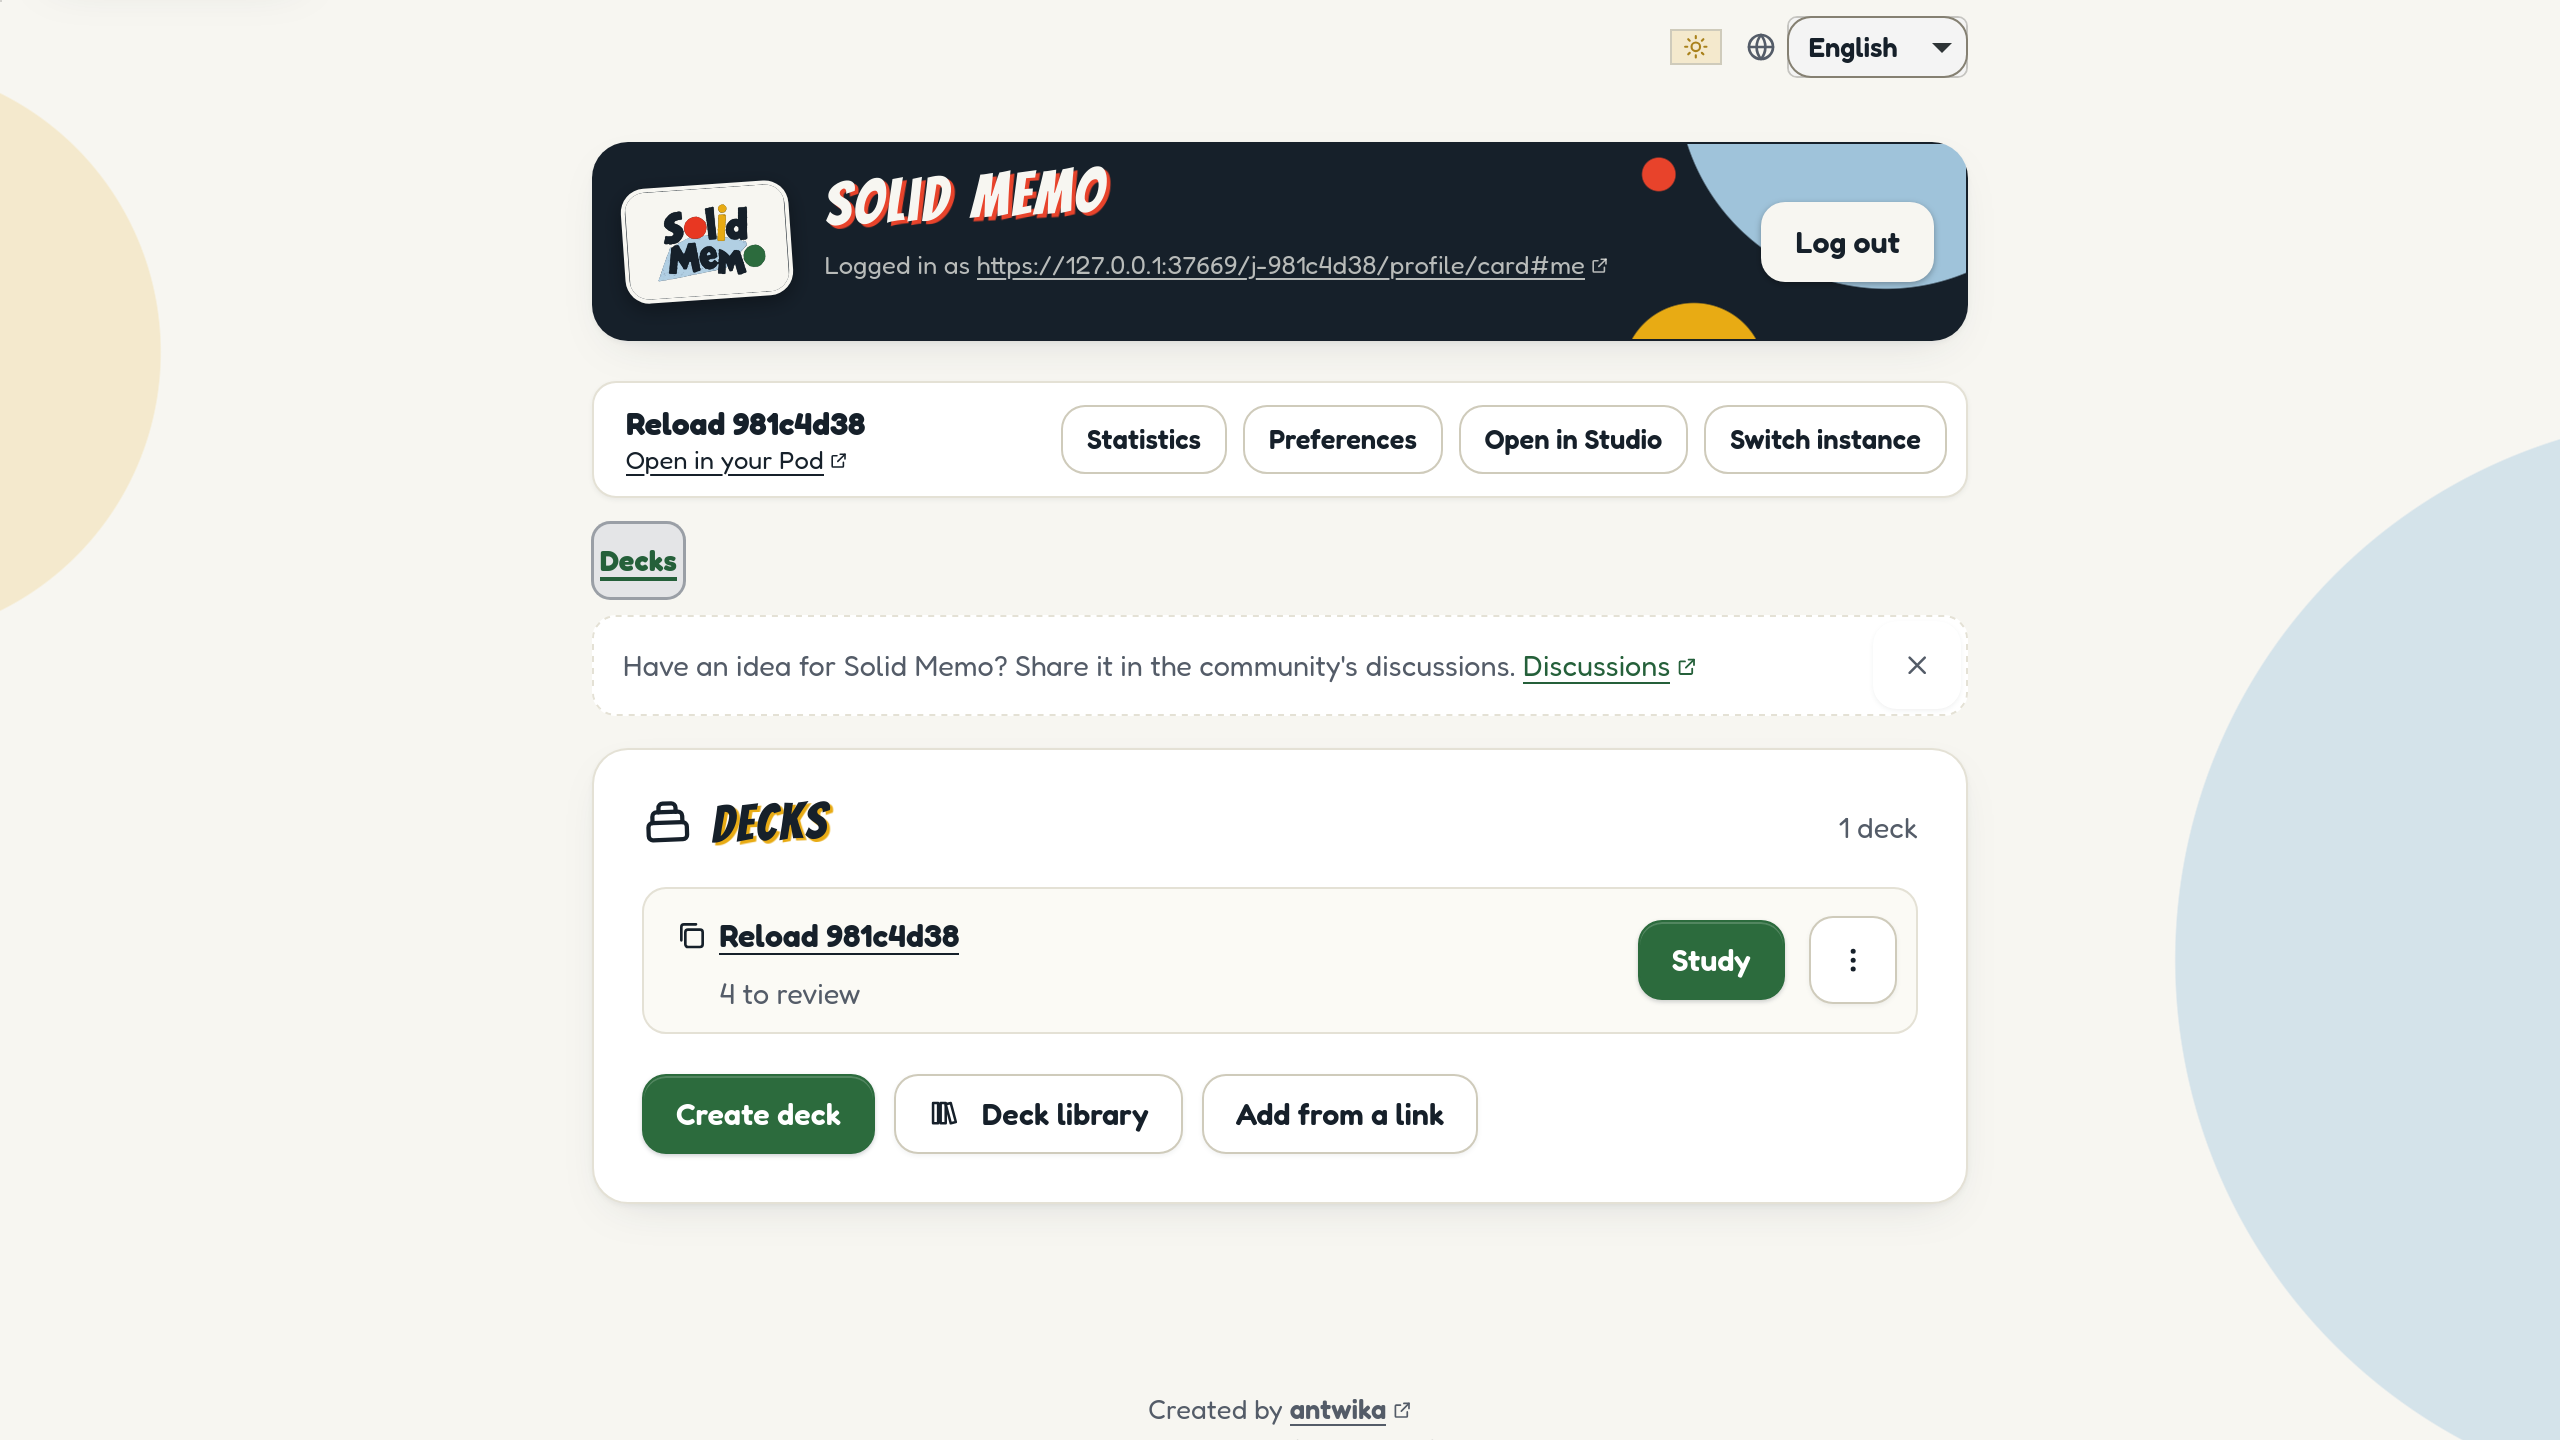 English
Solid
Memo
SOLID MEMO
Logged in as https://127.0.0.1:37669/j-981c4d38/profile/card#me
Log out
Reload 981c4d38
Open in your Pod
Statistics
Preferences
Open in Studio
Switch instance
Decks
Have an idea for Solid Memo? Share it in the community's discussions. Discussions
DECKS
1 deck
Reload 981c4d38
4 to review
Study
Create deck
Deck library
Add from a link
Created by antwika